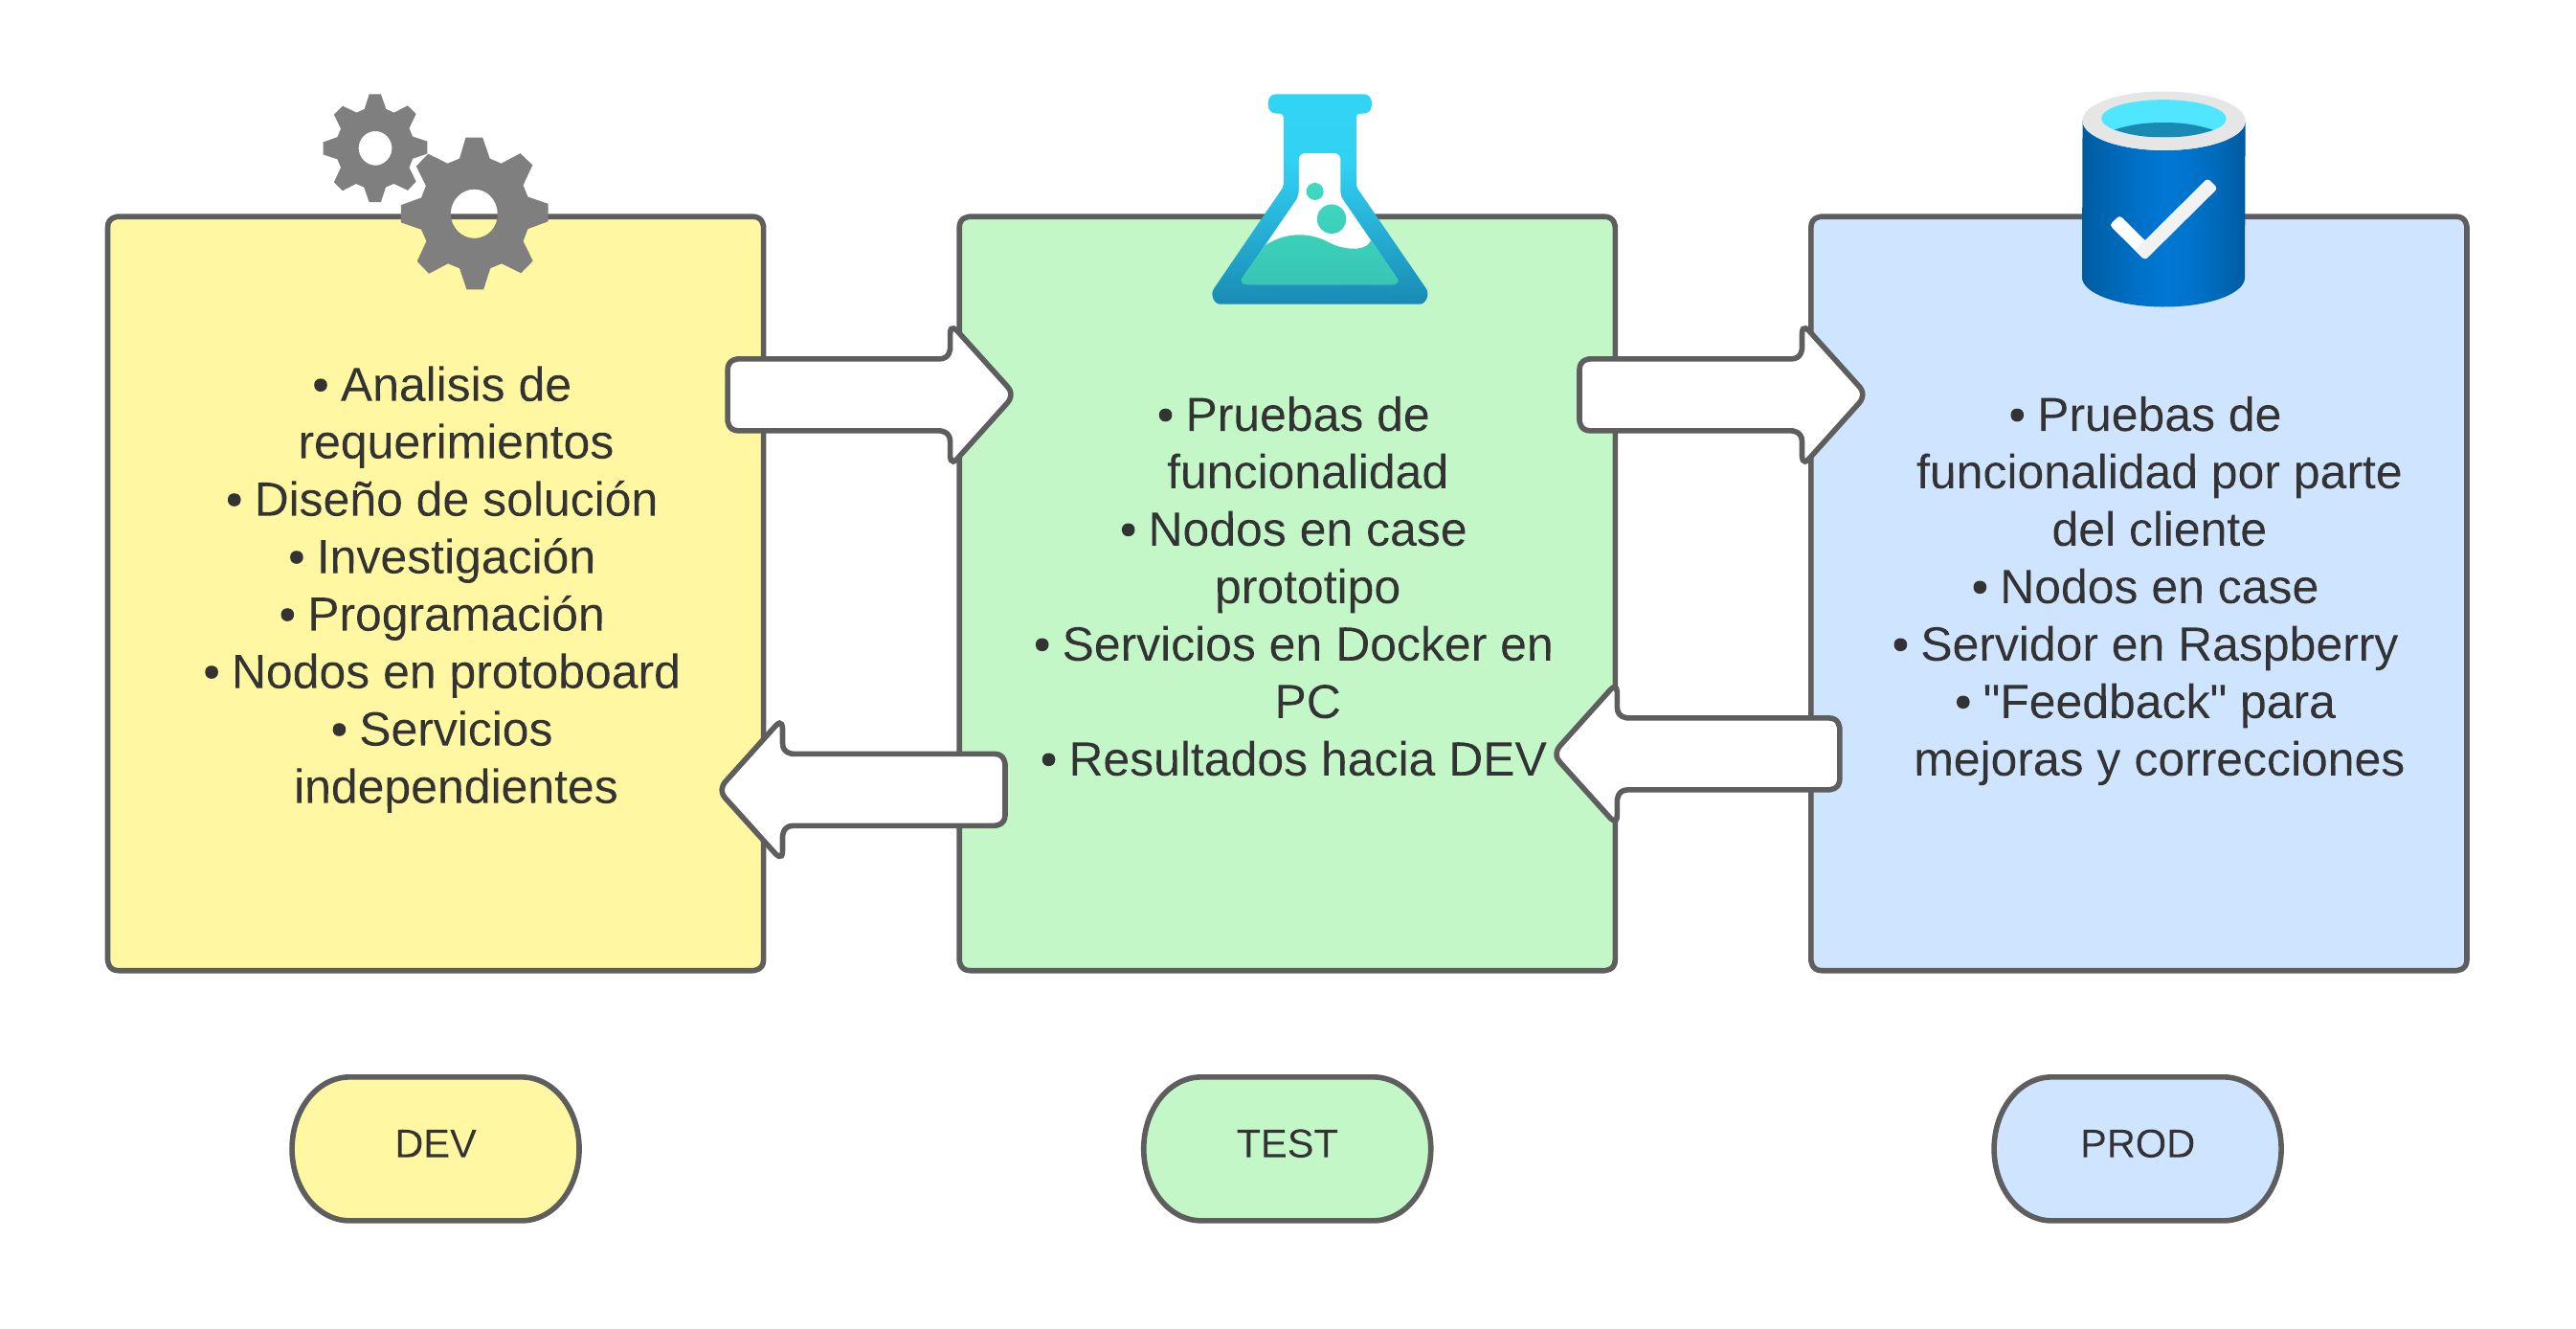 • Analisis de
requerimientos
• Diseño de solución
• Investigación
• Programación
• Nodos en protoboard
• Servicios
independientes
• Pruebas de
funcionalidad
• Nodos en case
prototipo
• Servicios en Docker en
PC
• Resultados hacia DEV
• Pruebas de
funcionalidad por parte
del cliente
• Nodos en case
• Servidor en Raspberry
• "Feedback" para
mejoras y correcciones
DEV
TEST
PROD